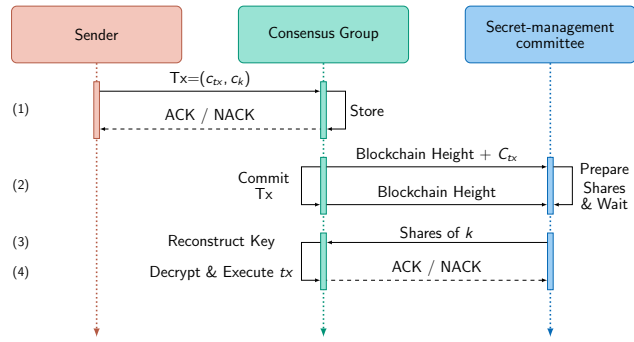 Sender
Consensus Group
Secret-management
committee
Tx=(c_tx, c_k)
(1)
Store
ACK / NACK
Blockchain Height + C_tx
(2)
Commit
Tx
Prepare
Shares
& Wait
Blockchain Height
(3)
Reconstruct Key
Shares of k
(4)
Decrypt & Execute tx
ACK / NACK